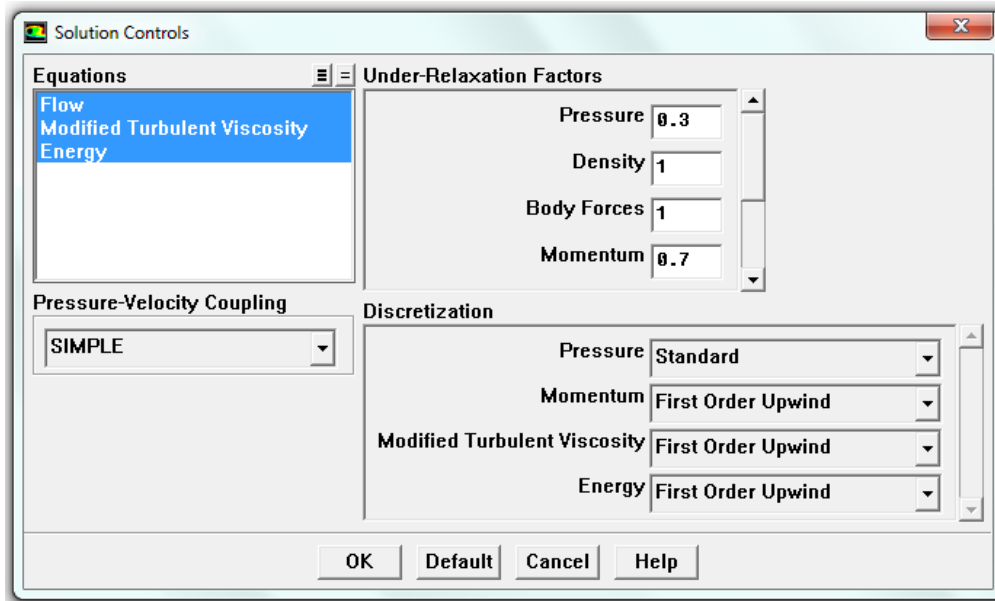 Solution Controls
Equations
Flow
Modified Turbulent Viscosity
Energy
Under-Relaxation Factors
Pressure 0.3
Density 1
Body Forces 1
Momentum 0.7
Pressure-Velocity Coupling
SIMPLE
Discretization
Pressure Standard
Momentum First Order Upwind
Modified Turbulent Viscosity First Order Upwind
Energy First Order Upwind
OK Default Cancel Help